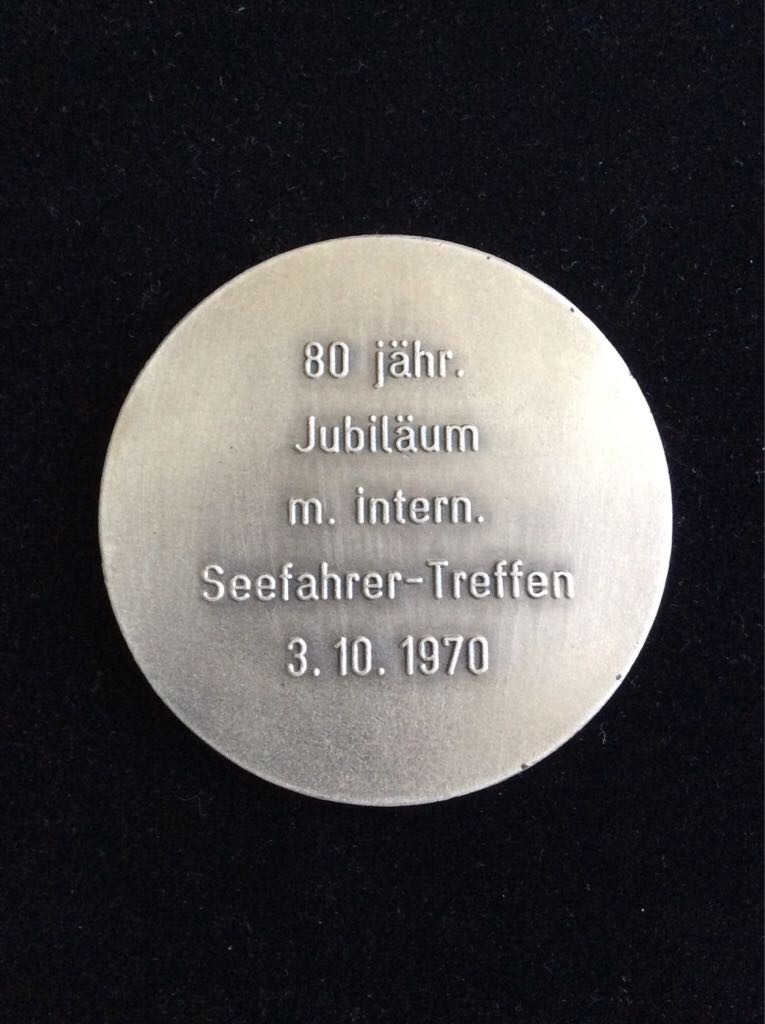 80 jähr.
Jubiläum
m. intern.
Seefahrer-Treffen
3.10.1970